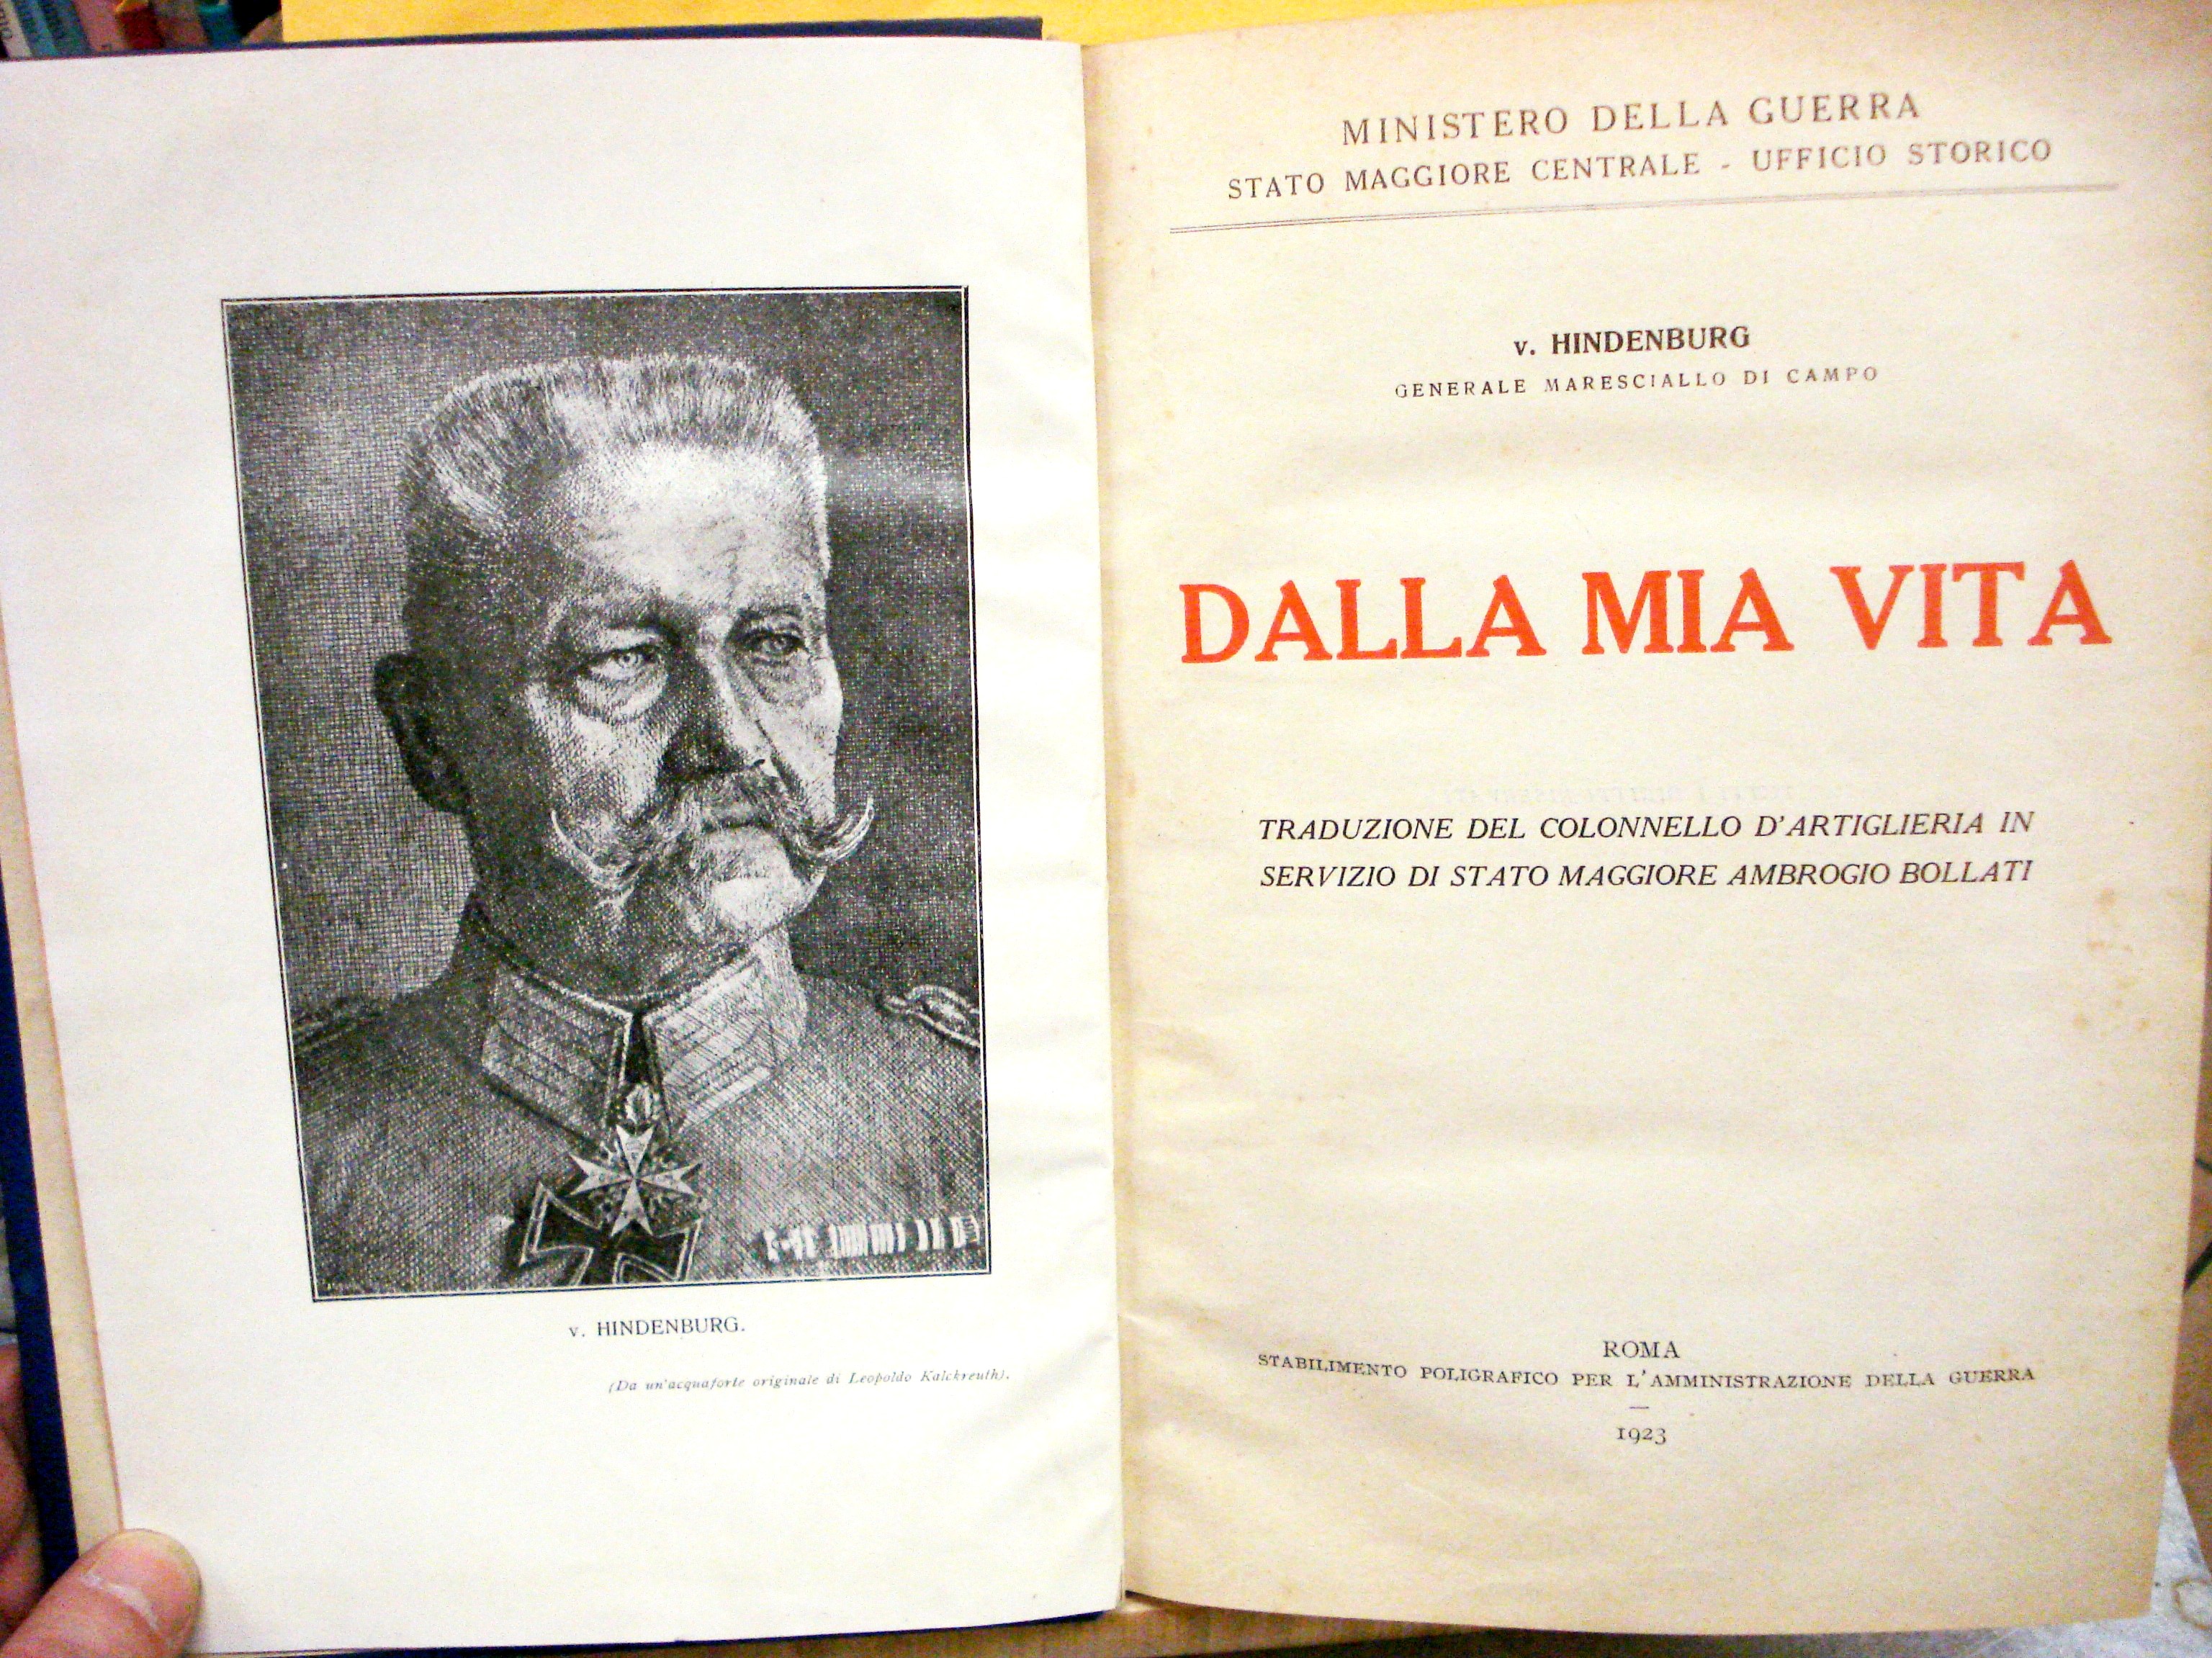 v. HINDENBURG.
(Da un'acquaforte originale di Leopoldo Kalckreuth).
MINISTERO DELLA GUERRA
STATO MAGGIORE CENTRALE - UFFICIO STORICO
v. HINDENBURG
GENERALE MARESCIALLO DI CAMPO
DALLA MIA VITA
TRADUZIONE DEL COLONNELLO D'ARTIGLIERIA IN
SERVIZIO DI STATO MAGGIORE AMBROGIO BOLLATI
ROMA
STABILIMENTO POLIGRAFICO PER L'AMMINISTRAZIONE DELLA GUERRA
—
1923